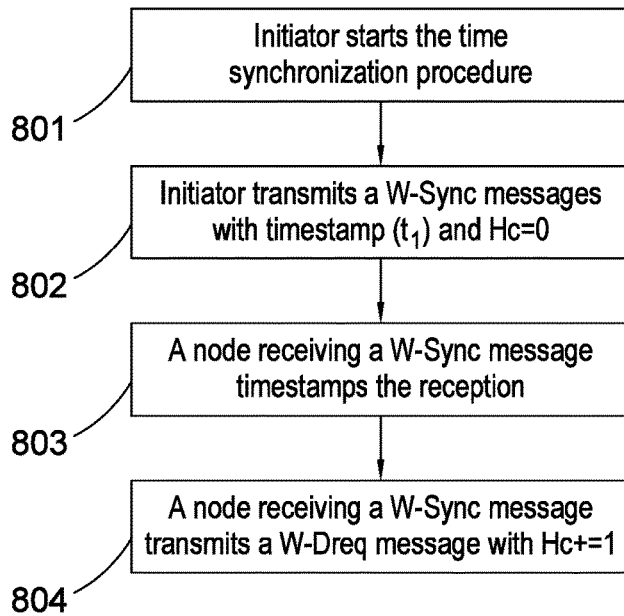 Initiator starts the time
synchronization procedure
801
Initiator transmits a W-Sync messages
with timestamp (t₁) and Hc=0
802
A node receiving a W-Sync message
timestamps the reception
803
A node receiving a W-Sync message
transmits a W-Dreq message with Hc+=1
804